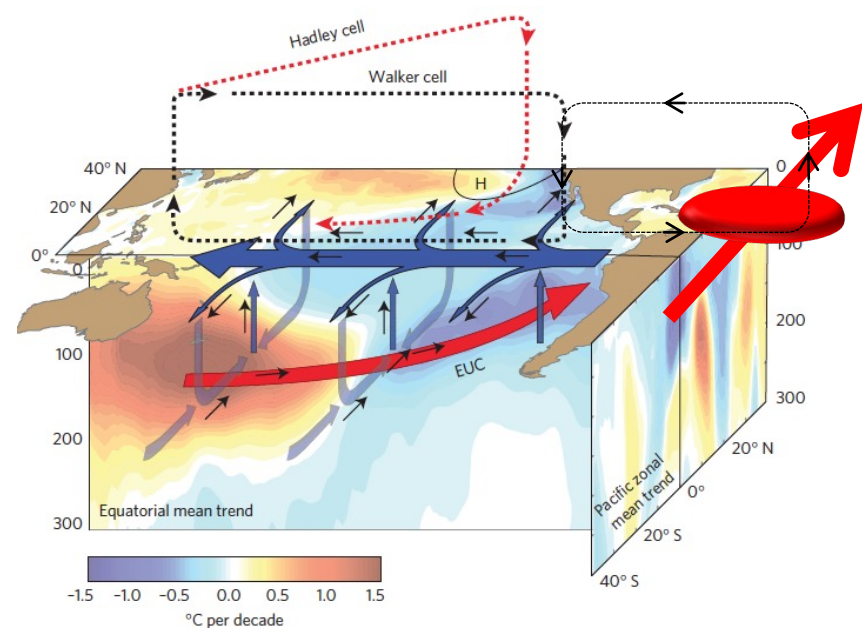 Hadley cell
Walker cell
40° N
0
H
20° N
100
0°
0
200
100
EUC
300
200
20° N
Pacific zonal
mean trend
0°
300
Equatorial mean trend
20° S
40° S
-1.5 -1.0 -0.5 0.0 0.5 1.0 1.5
°C per decade